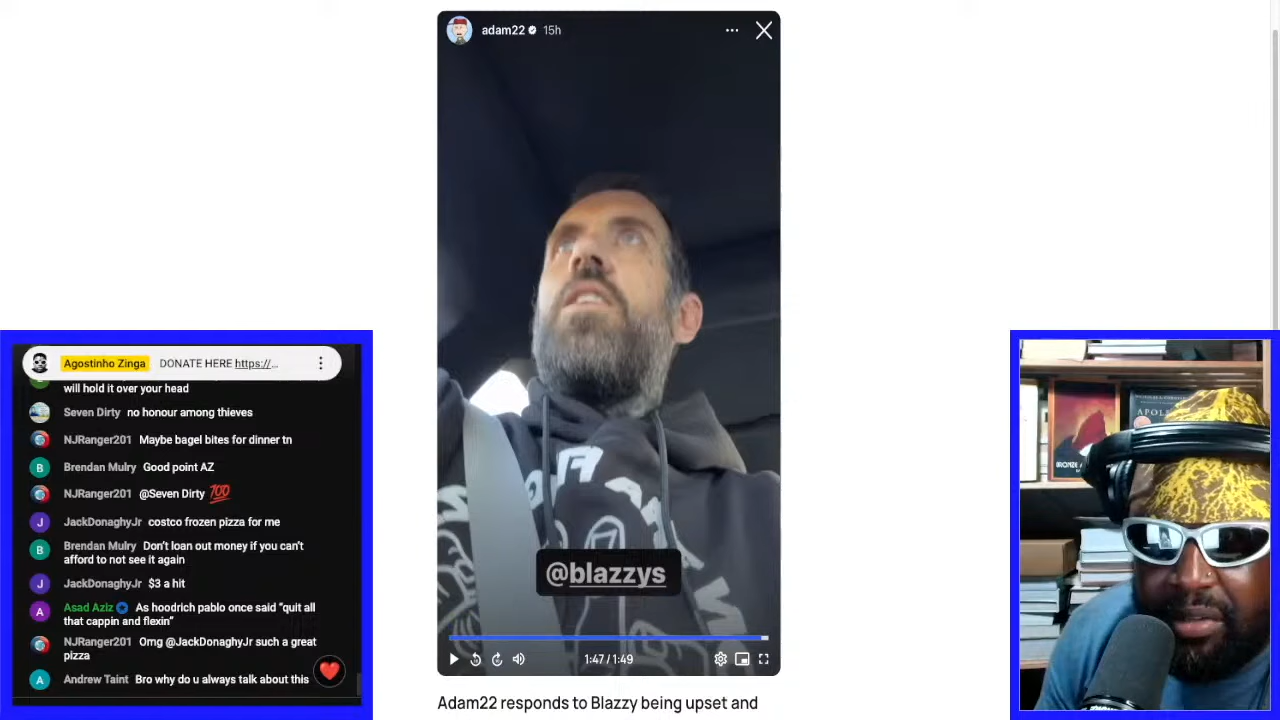 adam22 15h
@blazzys
1:47 / 1:49
Adam22 responds to Blazzy being upset and
Agostinho Zinga DONATE HERE https://...
will hold it over your head
Seven Dirty no honour among thieves
NJRanger201 Maybe bagel bites for dinner tn
Brendan Mulry Good point AZ
NJRanger201 @Seven Dirty 💯
JackDonaghyJr costco frozen pizza for me
Brendan Mulry Don't loan out money if you can't
afford to not see it again
JackDonaghyJr $3 a hit
Asad Aziz As hoodrich pablo once said "quit all
that cappin and flexin"
NJRanger201 Omg @JackDonaghyJr such a great
pizza
Andrew Taint Bro why do u always talk about this
BRONZE
APOL